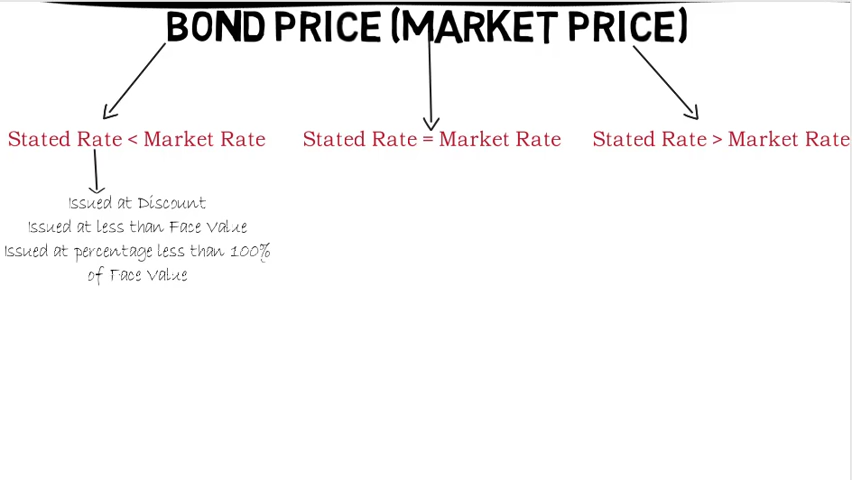 BOND PRICE (MARKET PRICE)
Stated Rate < Market Rate
Stated Rate = Market Rate
Stated Rate > Market Rate
Issued at Discount
Issued at less than Face Value
Issued at percentage less than 100%
of Face Value